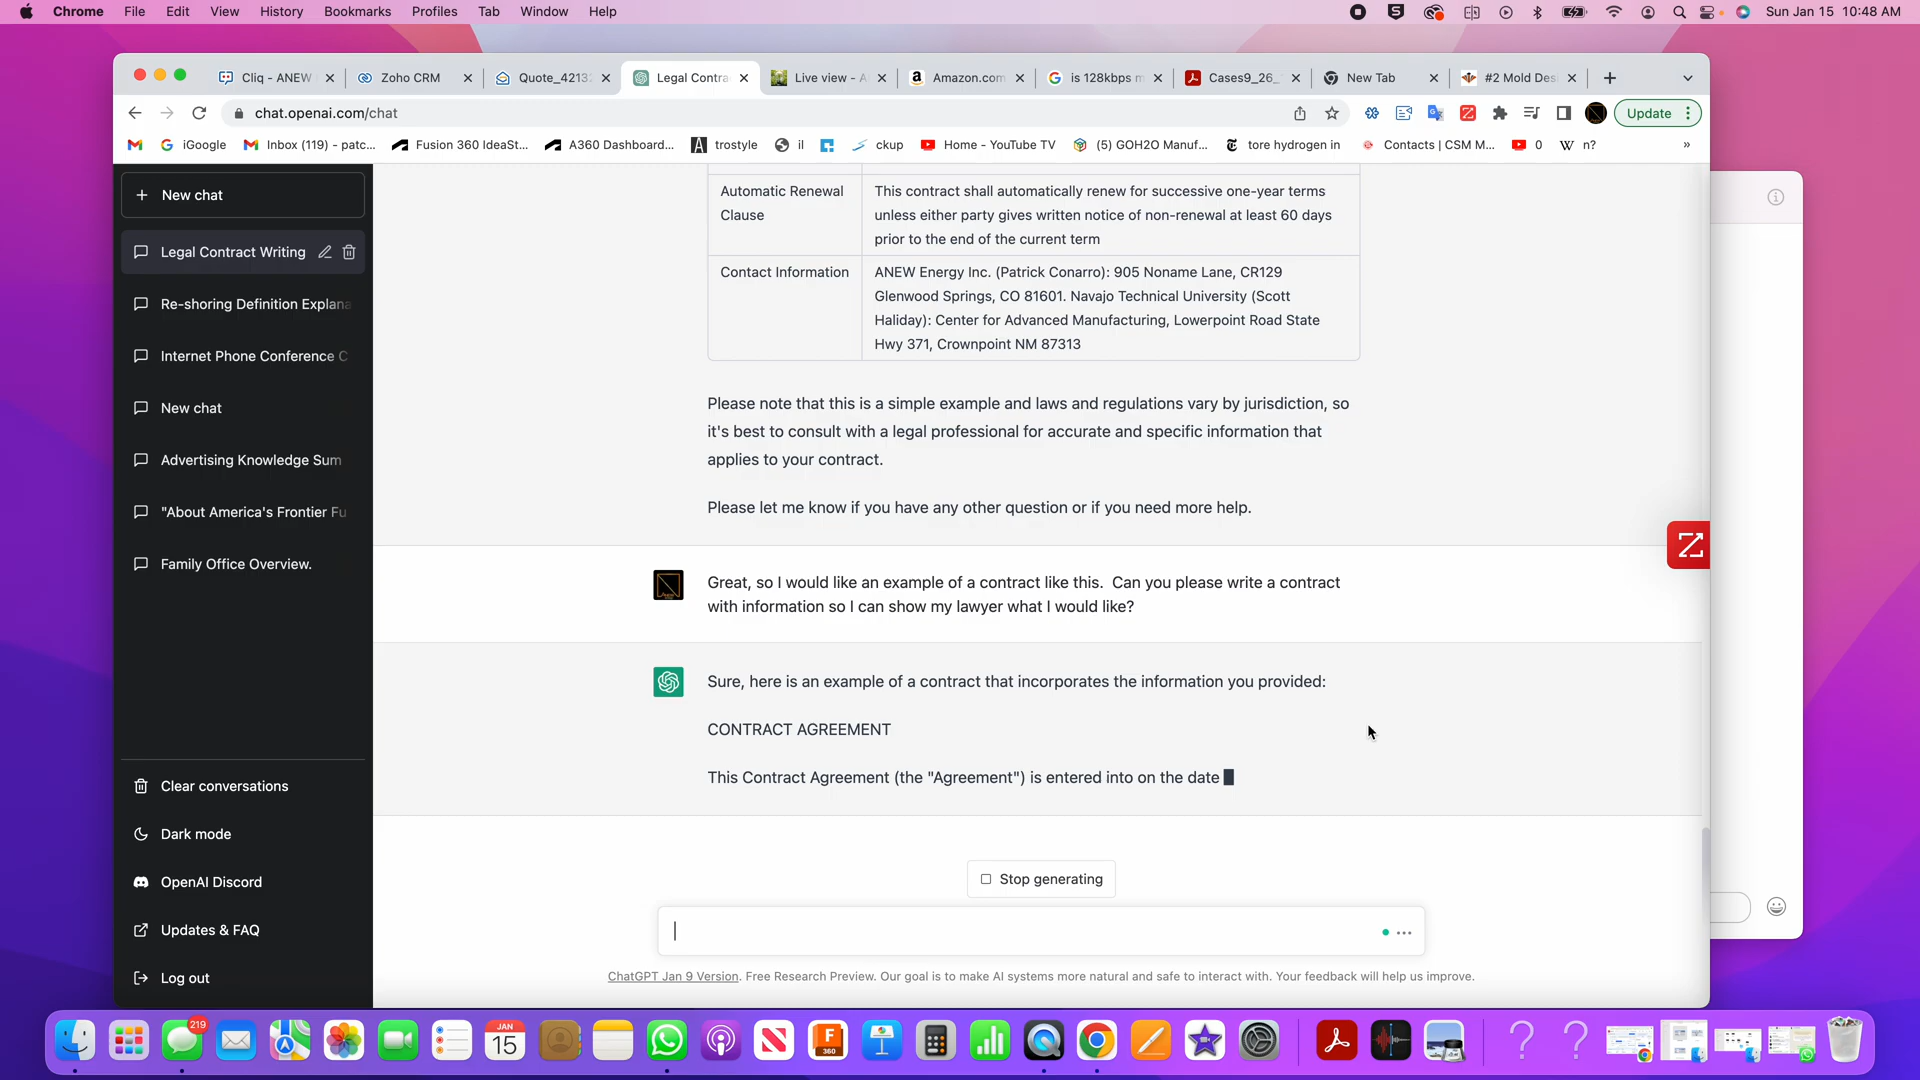 Chrome File Edit View History Bookmarks Profiles Tab Window Help Sun Jan 15 10:48 AM
Cliq - ANEW Zoho CRM Quote_4213 Legal Contra Live view - A Amazon.com is 128kbps m Cases9_26_ New Tab #2 Mold Des
chat.openai.com/chat Update
iGoogle Inbox (119) - patc... Fusion 360 IdeaSt... A360 Dashboard... trostyle il ckup Home - YouTube TV (5) GOH2O Manuf... tore hydrogen in Contacts | CSM M... 0 n? »
New chat
Legal Contract Writing
Re-shoring Definition Explana
Internet Phone Conference C
New chat
Advertising Knowledge Sum
"About America's Frontier Fu
Family Office Overview.
Clear conversations
Dark mode
OpenAI Discord
Updates & FAQ
Log out
Automatic Renewal
Clause
This contract shall automatically renew for successive one-year terms
unless either party gives written notice of non-renewal at least 60 days
prior to the end of the current term
Contact Information
ANEW Energy Inc. (Patrick Conarro): 905 Noname Lane, CR129
Glenwood Springs, CO 81601. Navajo Technical University (Scott
Haliday): Center for Advanced Manufacturing, Lowerpoint Road State
Hwy 371, Crownpoint NM 87313
Please note that this is a simple example and laws and regulations vary by jurisdiction, so
it's best to consult with a legal professional for accurate and specific information that
applies to your contract.
Please let me know if you have any other question or if you need more help.
Great, so I would like an example of a contract like this. Can you please write a contract
with information so I can show my lawyer what I would like?
Sure, here is an example of a contract that incorporates the information you provided:
CONTRACT AGREEMENT
This Contract Agreement (the "Agreement") is entered into on the date
Stop generating
ChatGPT Jan 9 Version. Free Research Preview. Our goal is to make AI systems more natural and safe to interact with. Your feedback will help us improve.
219
JAN
15
F
360